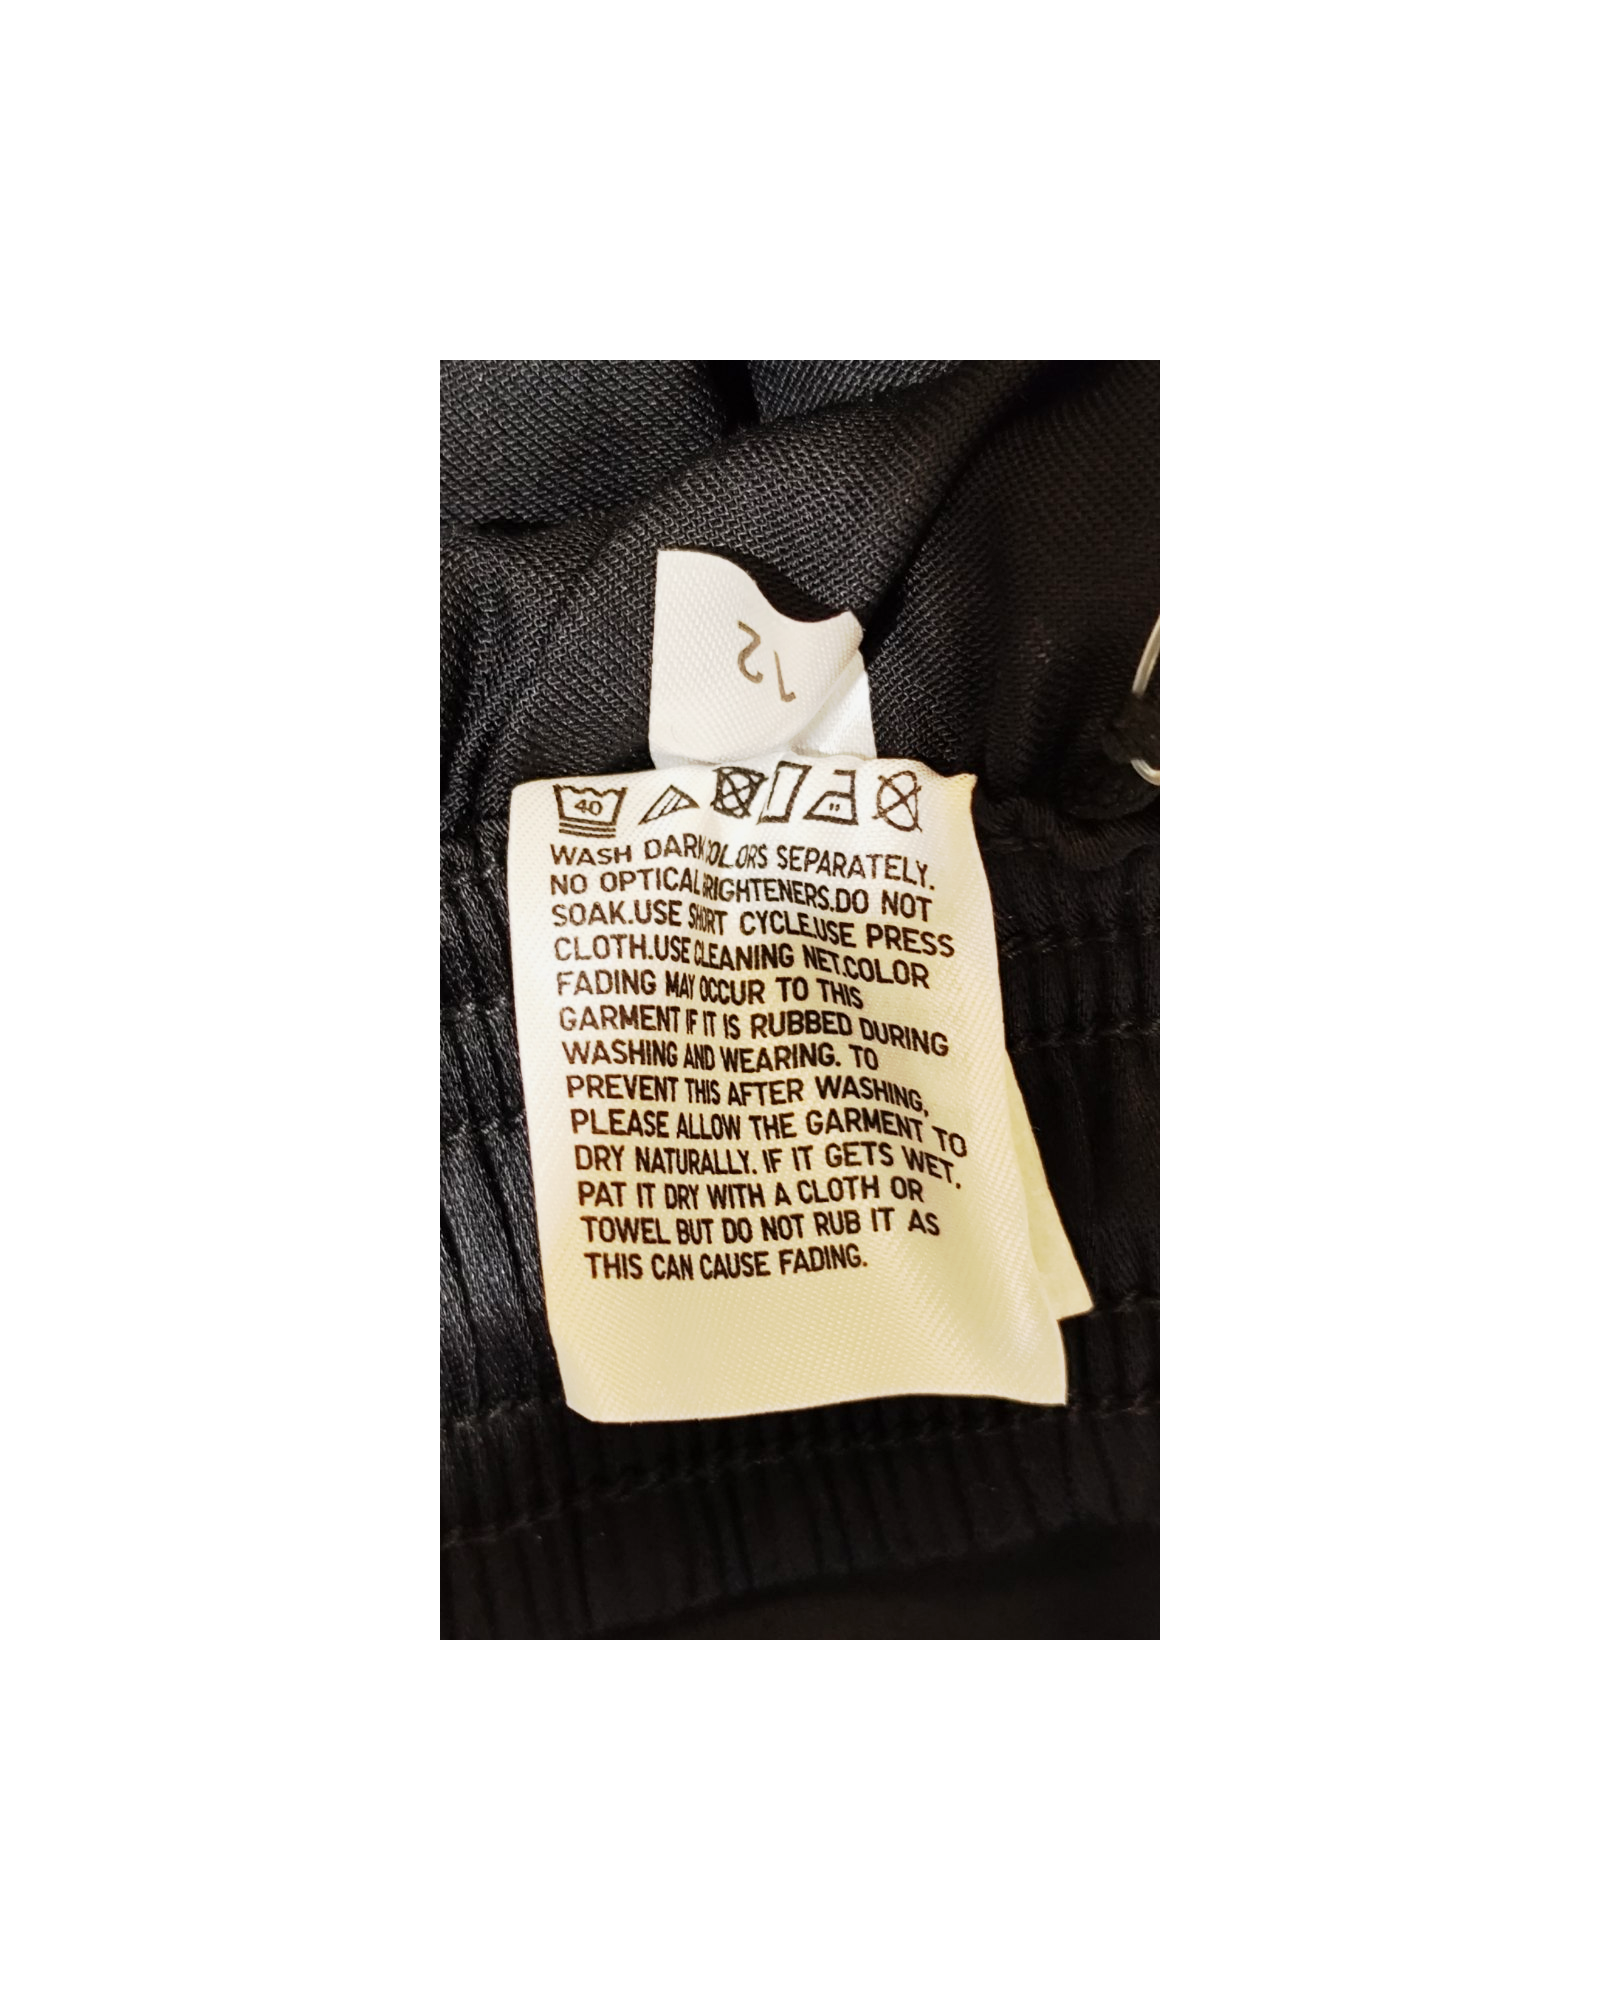 12
40
WASH DARK COLORS SEPARATELY.
NO OPTICAL BRIGHTENERS.DO NOT
SOAK.USE SHORT CYCLE.USE PRESS
CLOTH.USE CLEANING NET.COLOR
FADING MAY OCCUR TO THIS
GARMENT IF IT IS RUBBED DURING
WASHING AND WEARING. TO
PREVENT THIS AFTER WASHING,
PLEASE ALLOW THE GARMENT TO
DRY NATURALLY. IF IT GETS WET.
PAT IT DRY WITH A CLOTH OR
TOWEL BUT DO NOT RUB IT AS
THIS CAN CAUSE FADING.